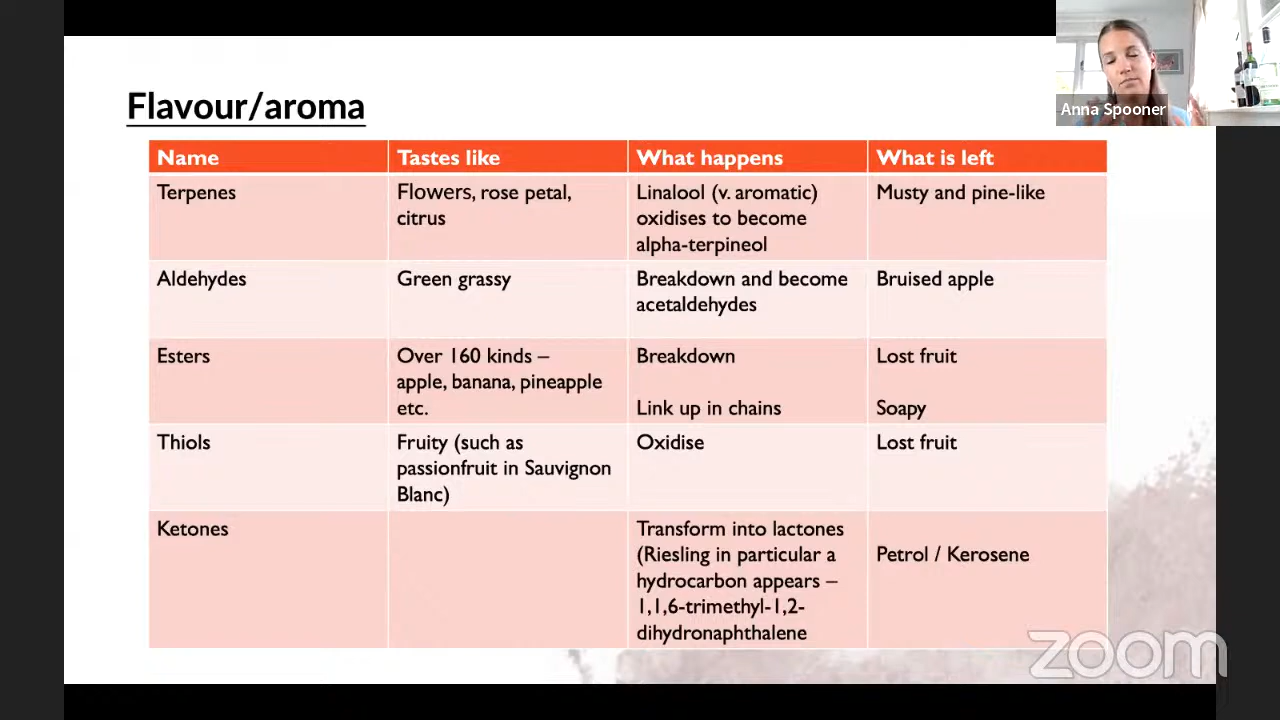 Anna Spooner
Flavour/aroma
Name
Tastes like
What happens
What is left
Terpenes
Flowers, rose petal,
citrus
Linalool (v. aromatic)
oxidises to become
alpha-terpineol
Musty and pine-like
Aldehydes
Green grassy
Breakdown and become
acetaldehydes
Bruised apple
Esters
Over 160 kinds –
apple, banana, pineapple
etc.
Breakdown
Link up in chains
Lost fruit
Soapy
Thiols
Fruity (such as
passionfruit in Sauvignon
Blanc)
Oxidise
Lost fruit
Ketones
Transform into lactones
(Riesling in particular a
hydrocarbon appears –
1,1,6-trimethyl-1,2-
dihydronaphthalene
Petrol / Kerosene
zoom